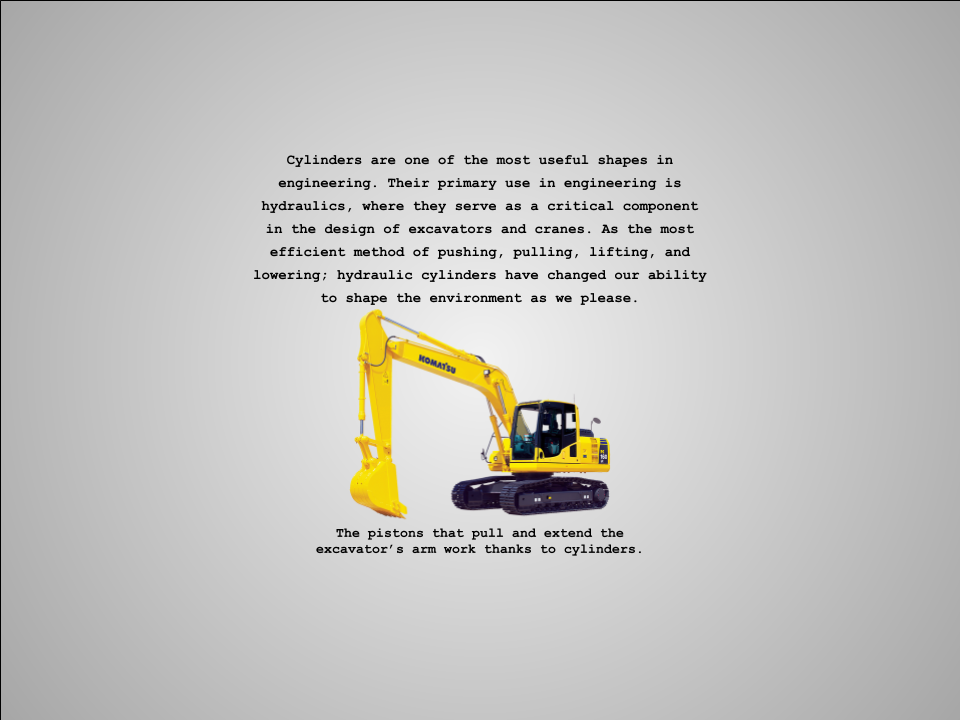 Cylinders are one of the most useful shapes in
engineering. Their primary use in engineering is
hydraulics, where they serve as a critical component
in the design of excavators and cranes. As the most
efficient method of pushing, pulling, lifting, and
lowering; hydraulic cylinders have changed our ability
to shape the environment as we please.
KOMATSU
The pistons that pull and extend the
excavator’s arm work thanks to cylinders.